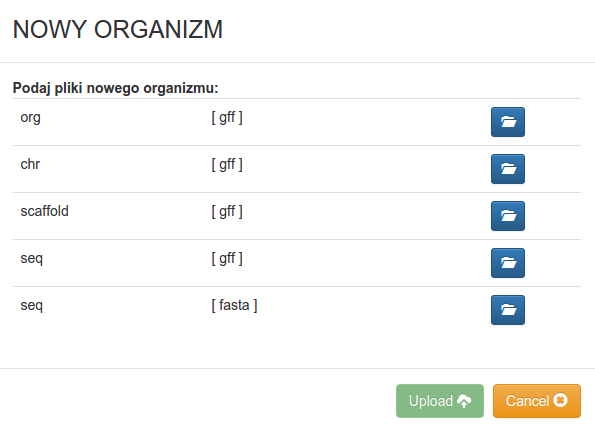 NOWY ORGANIZM
Podaj pliki nowego organizmu:
org [ gff ]
chr [ gff ]
scaffold [ gff ]
seq [ gff ]
seq [ fasta ]
Upload Cancel